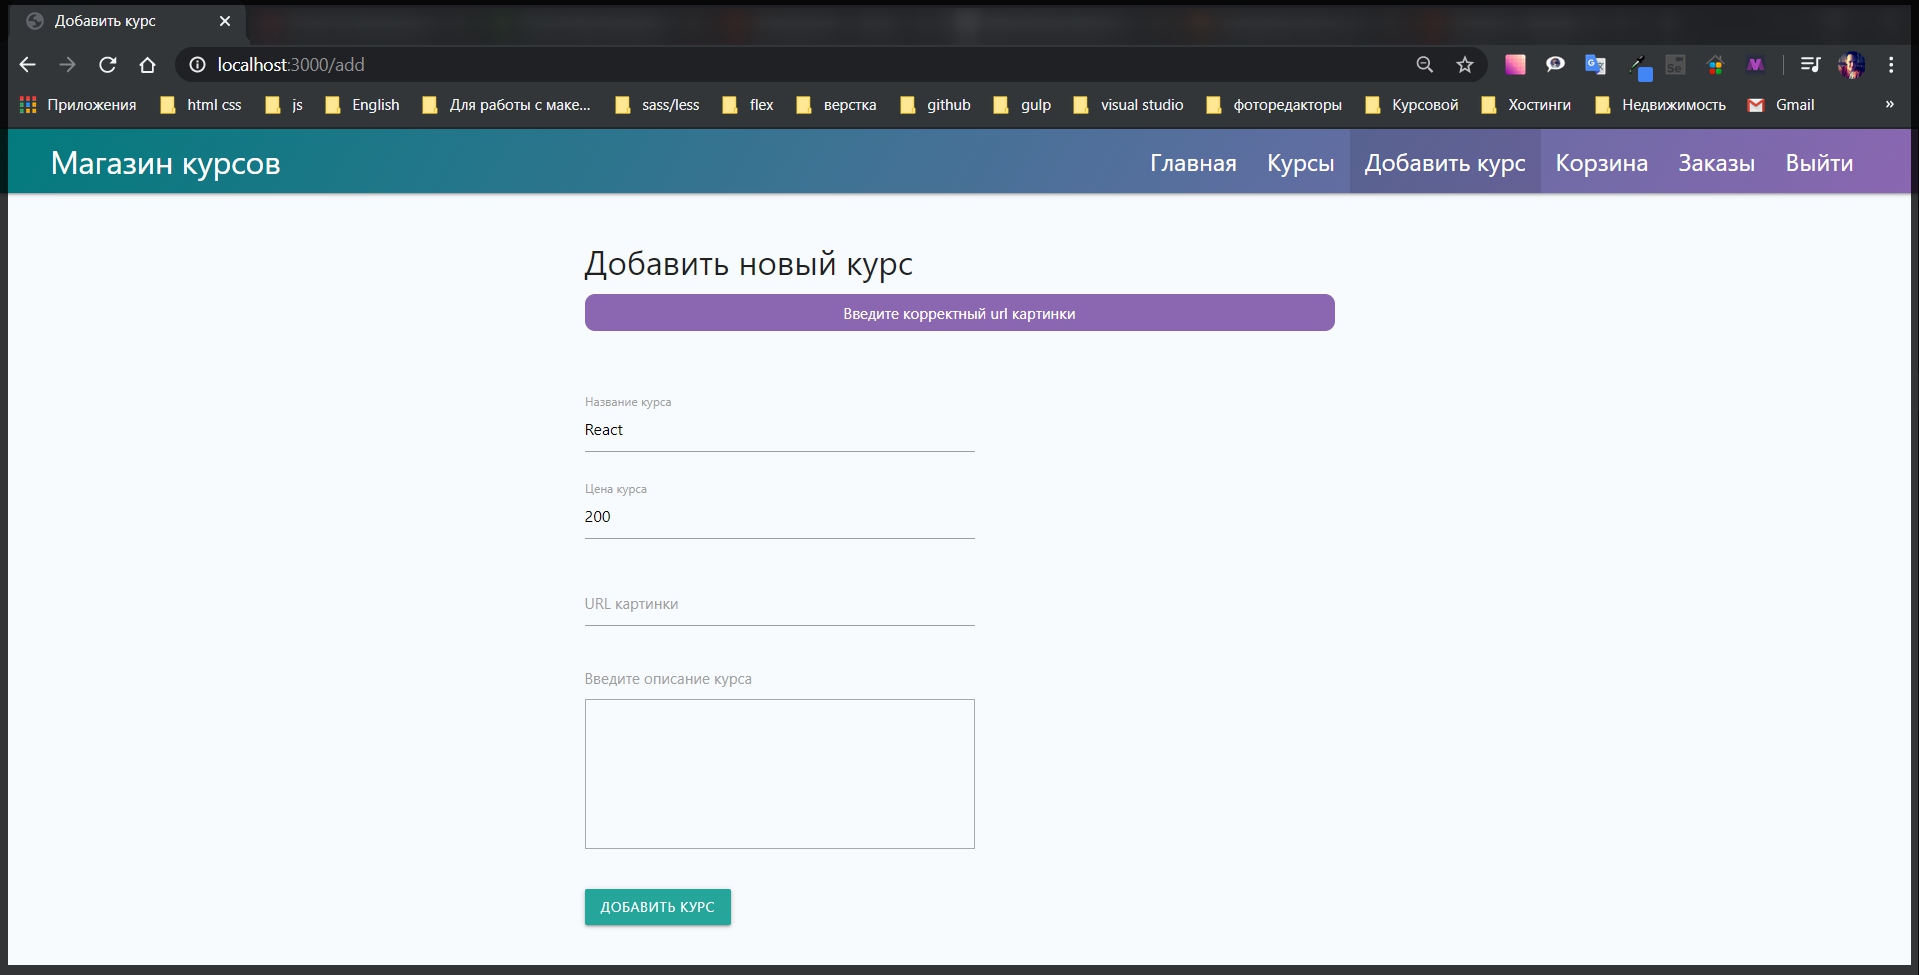 Добавить курс
localhost:3000/add
Приложения html css js English Для работы с маке... sass/less flex верстка github gulp visual studio фоторедакторы Курсовой Хостинги Недвижимость Gmail »
Магазин курсов Главная Курсы Добавить курс Корзина Заказы Выйти
Добавить новый курс
Введите корректный url картинки
Название курса
React
Цена курса
200
URL картинки
Введите описание курса
ДОБАВИТЬ КУРС